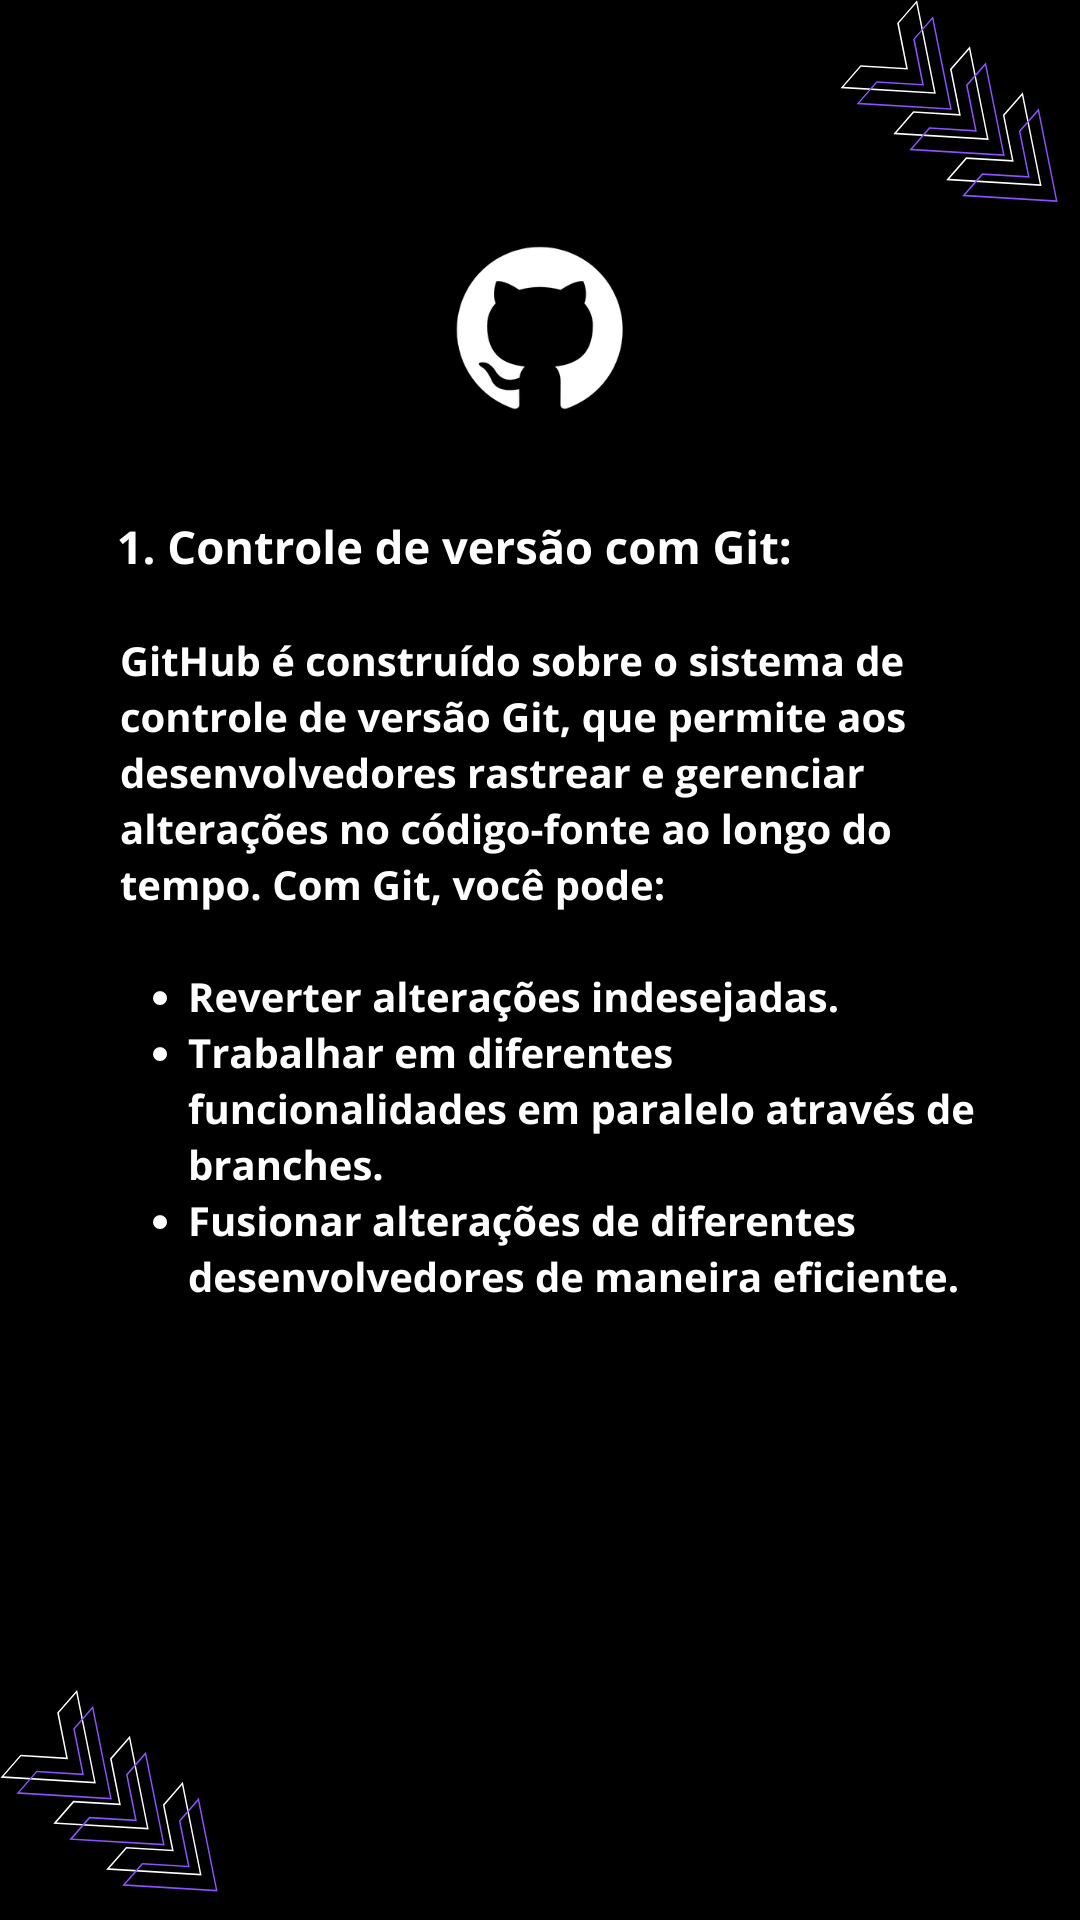 1. Controle de versão com Git:
GitHub é construído sobre o sistema de
controle de versão Git, que permite aos
desenvolvedores rastrear e gerenciar
alterações no código-fonte ao longo do
tempo. Com Git, você pode:
• Reverter alterações indesejadas.
• Trabalhar em diferentes
funcionalidades em paralelo através de
branches.
• Fusionar alterações de diferentes
desenvolvedores de maneira eficiente.